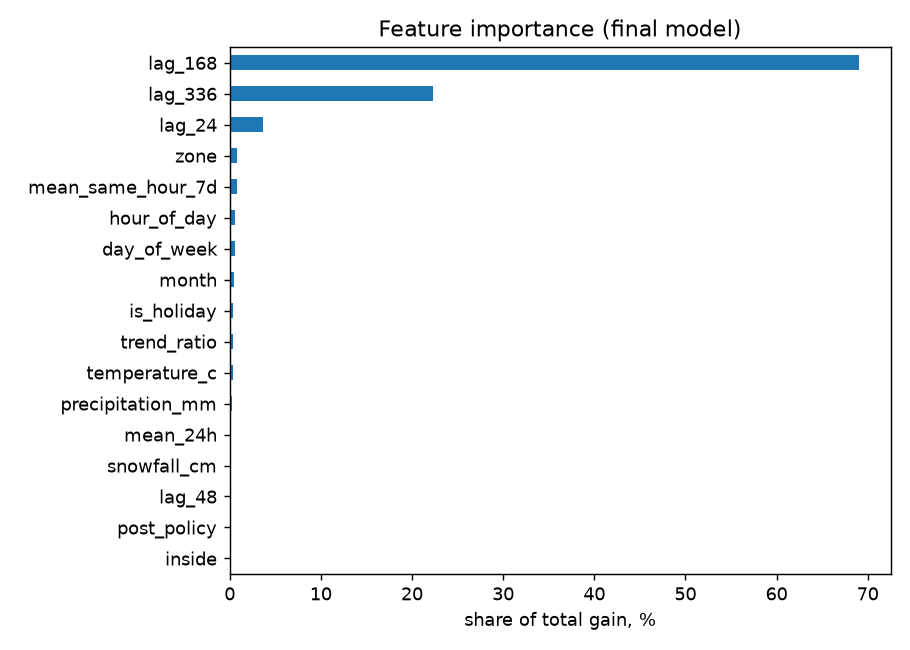 Feature importance (final model)
lag_168
lag_336
lag_24
zone
mean_same_hour_7d
hour_of_day
day_of_week
month
is_holiday
trend_ratio
temperature_c
precipitation_mm
mean_24h
snowfall_cm
lag_48
post_policy
inside
0 10 20 30 40 50 60 70
share of total gain, %